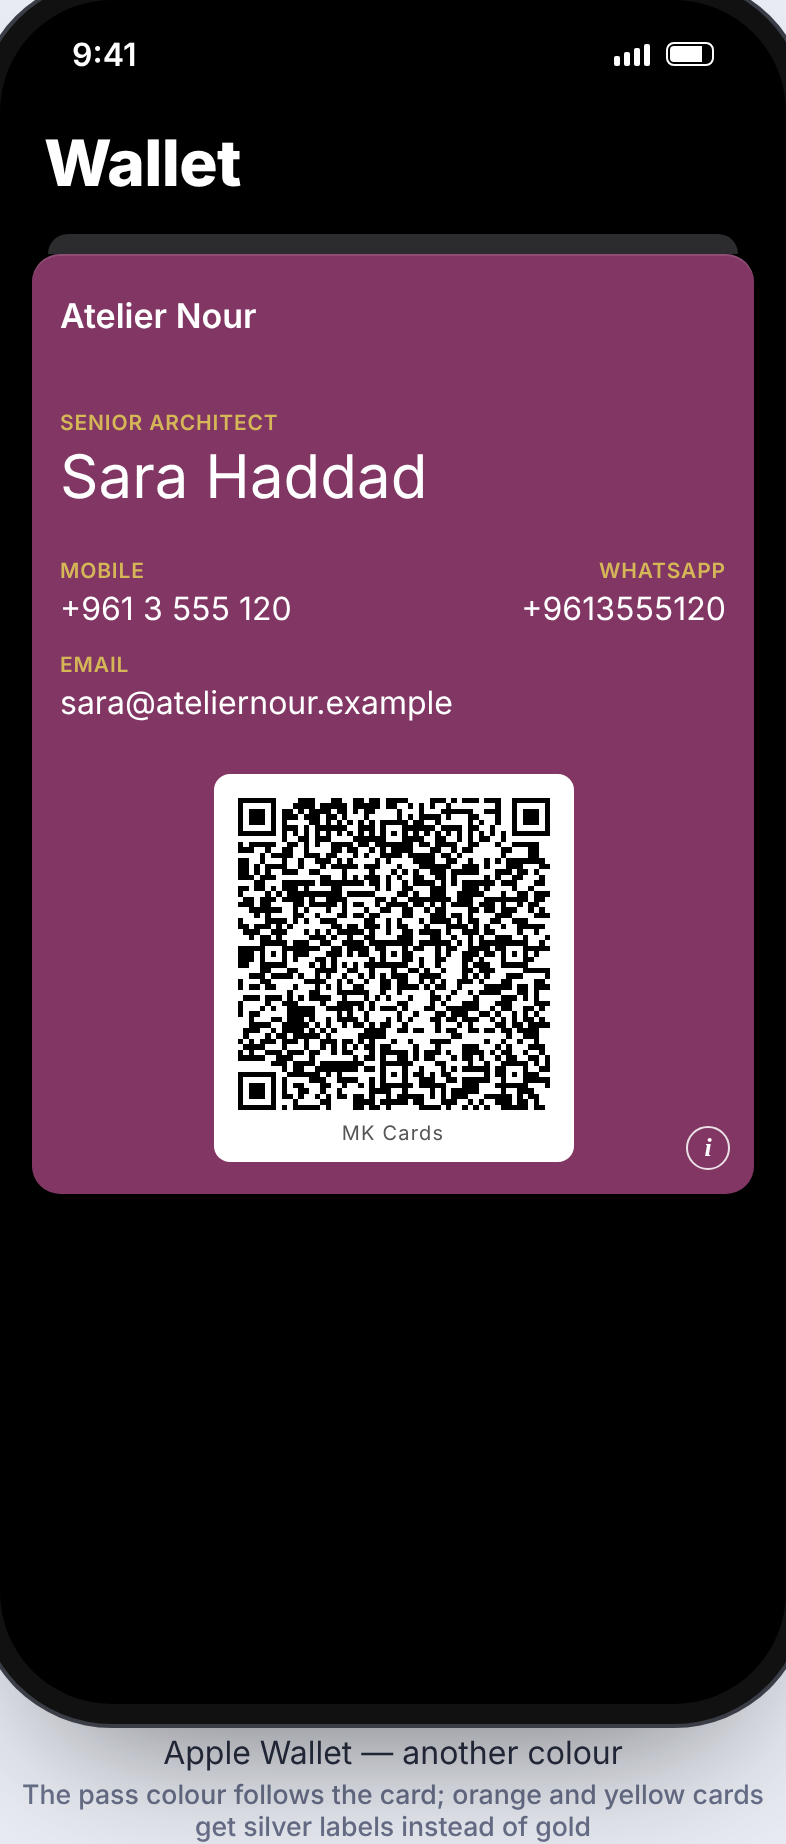 9:41
Wallet
Atelier Nour
SENIOR ARCHITECT
Sara Haddad
MOBILE WHATSAPP
+961 3 555 120 +9613555120
EMAIL
sara@ateliernour.example
MK Cards
i
Apple Wallet — another colour
The pass colour follows the card; orange and yellow cards
get silver labels instead of gold